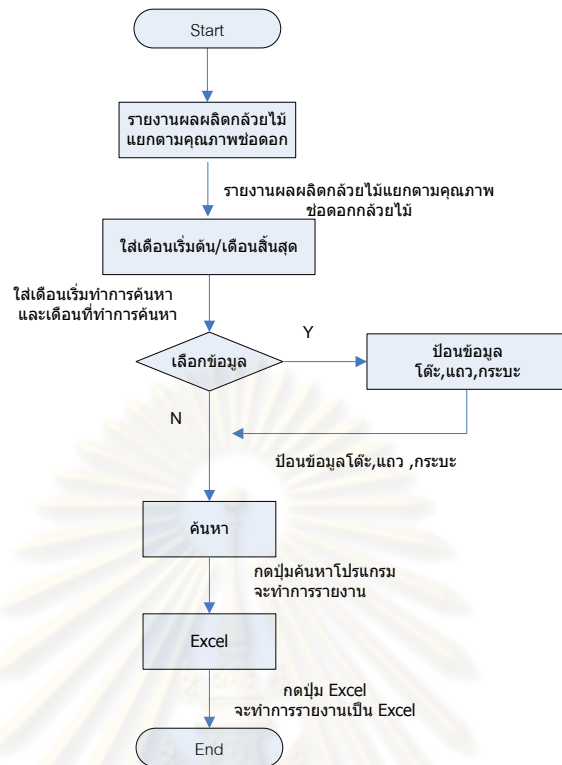 Start
รายงานผลผลิตกล้วยไม้
แยกตามคุณภาพช่อดอก
รายงานผลผลิตกล้วยไม้แยกตามคุณภาพ
ช่อดอกกล้วยไม้
ใส่เดือนเริ่มต้น/เดือนสิ้นสุด
ใส่เดือนเริ่มทำการค้นหา
และเดือนที่ทำการค้นหา
Y
เลือกข้อมูล
ป้อนข้อมูล
โต๊ะ,แถว,กระบะ
N
ป้อนข้อมูลโต๊ะ,แถว ,กระบะ
ค้นหา
กดปุ่มค้นหาโปรแกรม
จะทำการรายงาน
Excel
กดปุ่ม Excel
จะทำการรายงานเป็น Excel
End